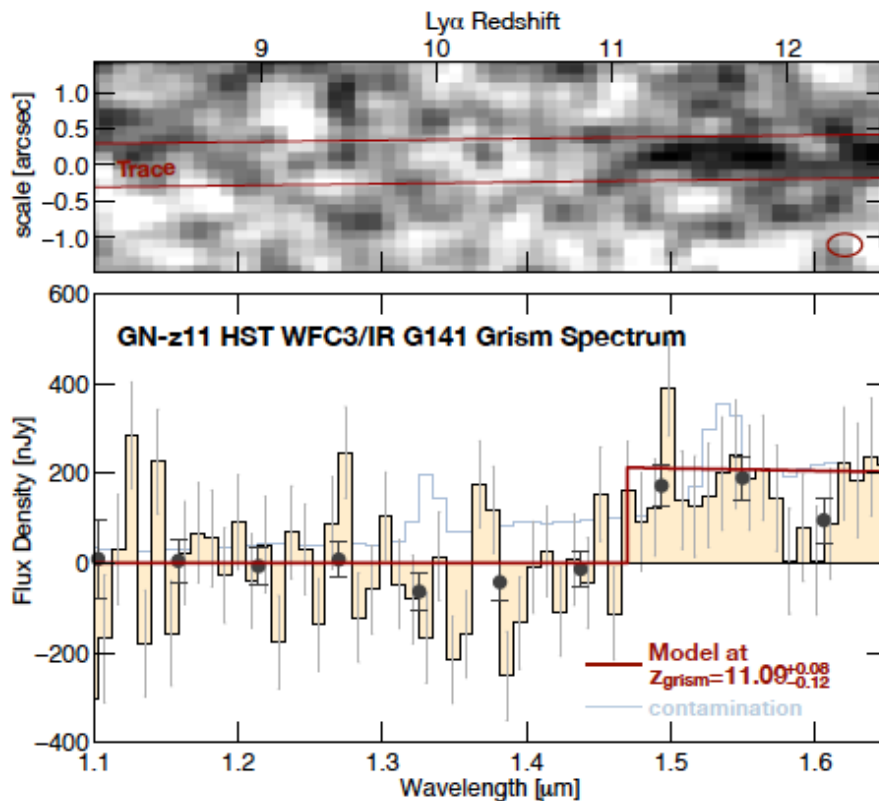 Lyα Redshift
9 10 11 12
scale [arcsec]
1.0
0.5
0.0
−0.5
−1.0
Trace
600
400
200
0
−200
−400
Flux Density [nJy]
GN-z11 HST WFC3/IR G141 Grism Spectrum
Model at
zgrism=11.09+0.08−0.12
contamination
1.1 1.2 1.3 1.4 1.5 1.6
Wavelength [μm]